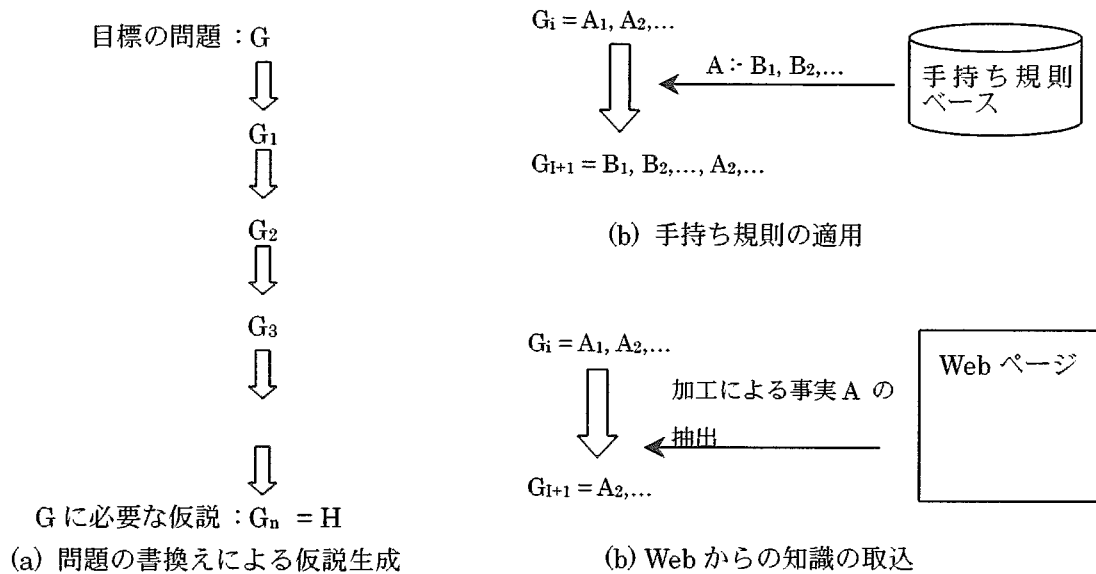 目標の問題：G
G1
G2
G3
Gに必要な仮説：Gn = H
(a) 問題の書換えによる仮説生成
Gi = A1, A2,...
A :- B1, B2,...
手持ち規則
ベース
GI+1 = B1, B2,..., A2,...
(b) 手持ち規則の適用
Gi = A1, A2,...
加工による事実 A の
抽出
Web ページ
GI+1 = A2,...
(b) Web からの知識の取込